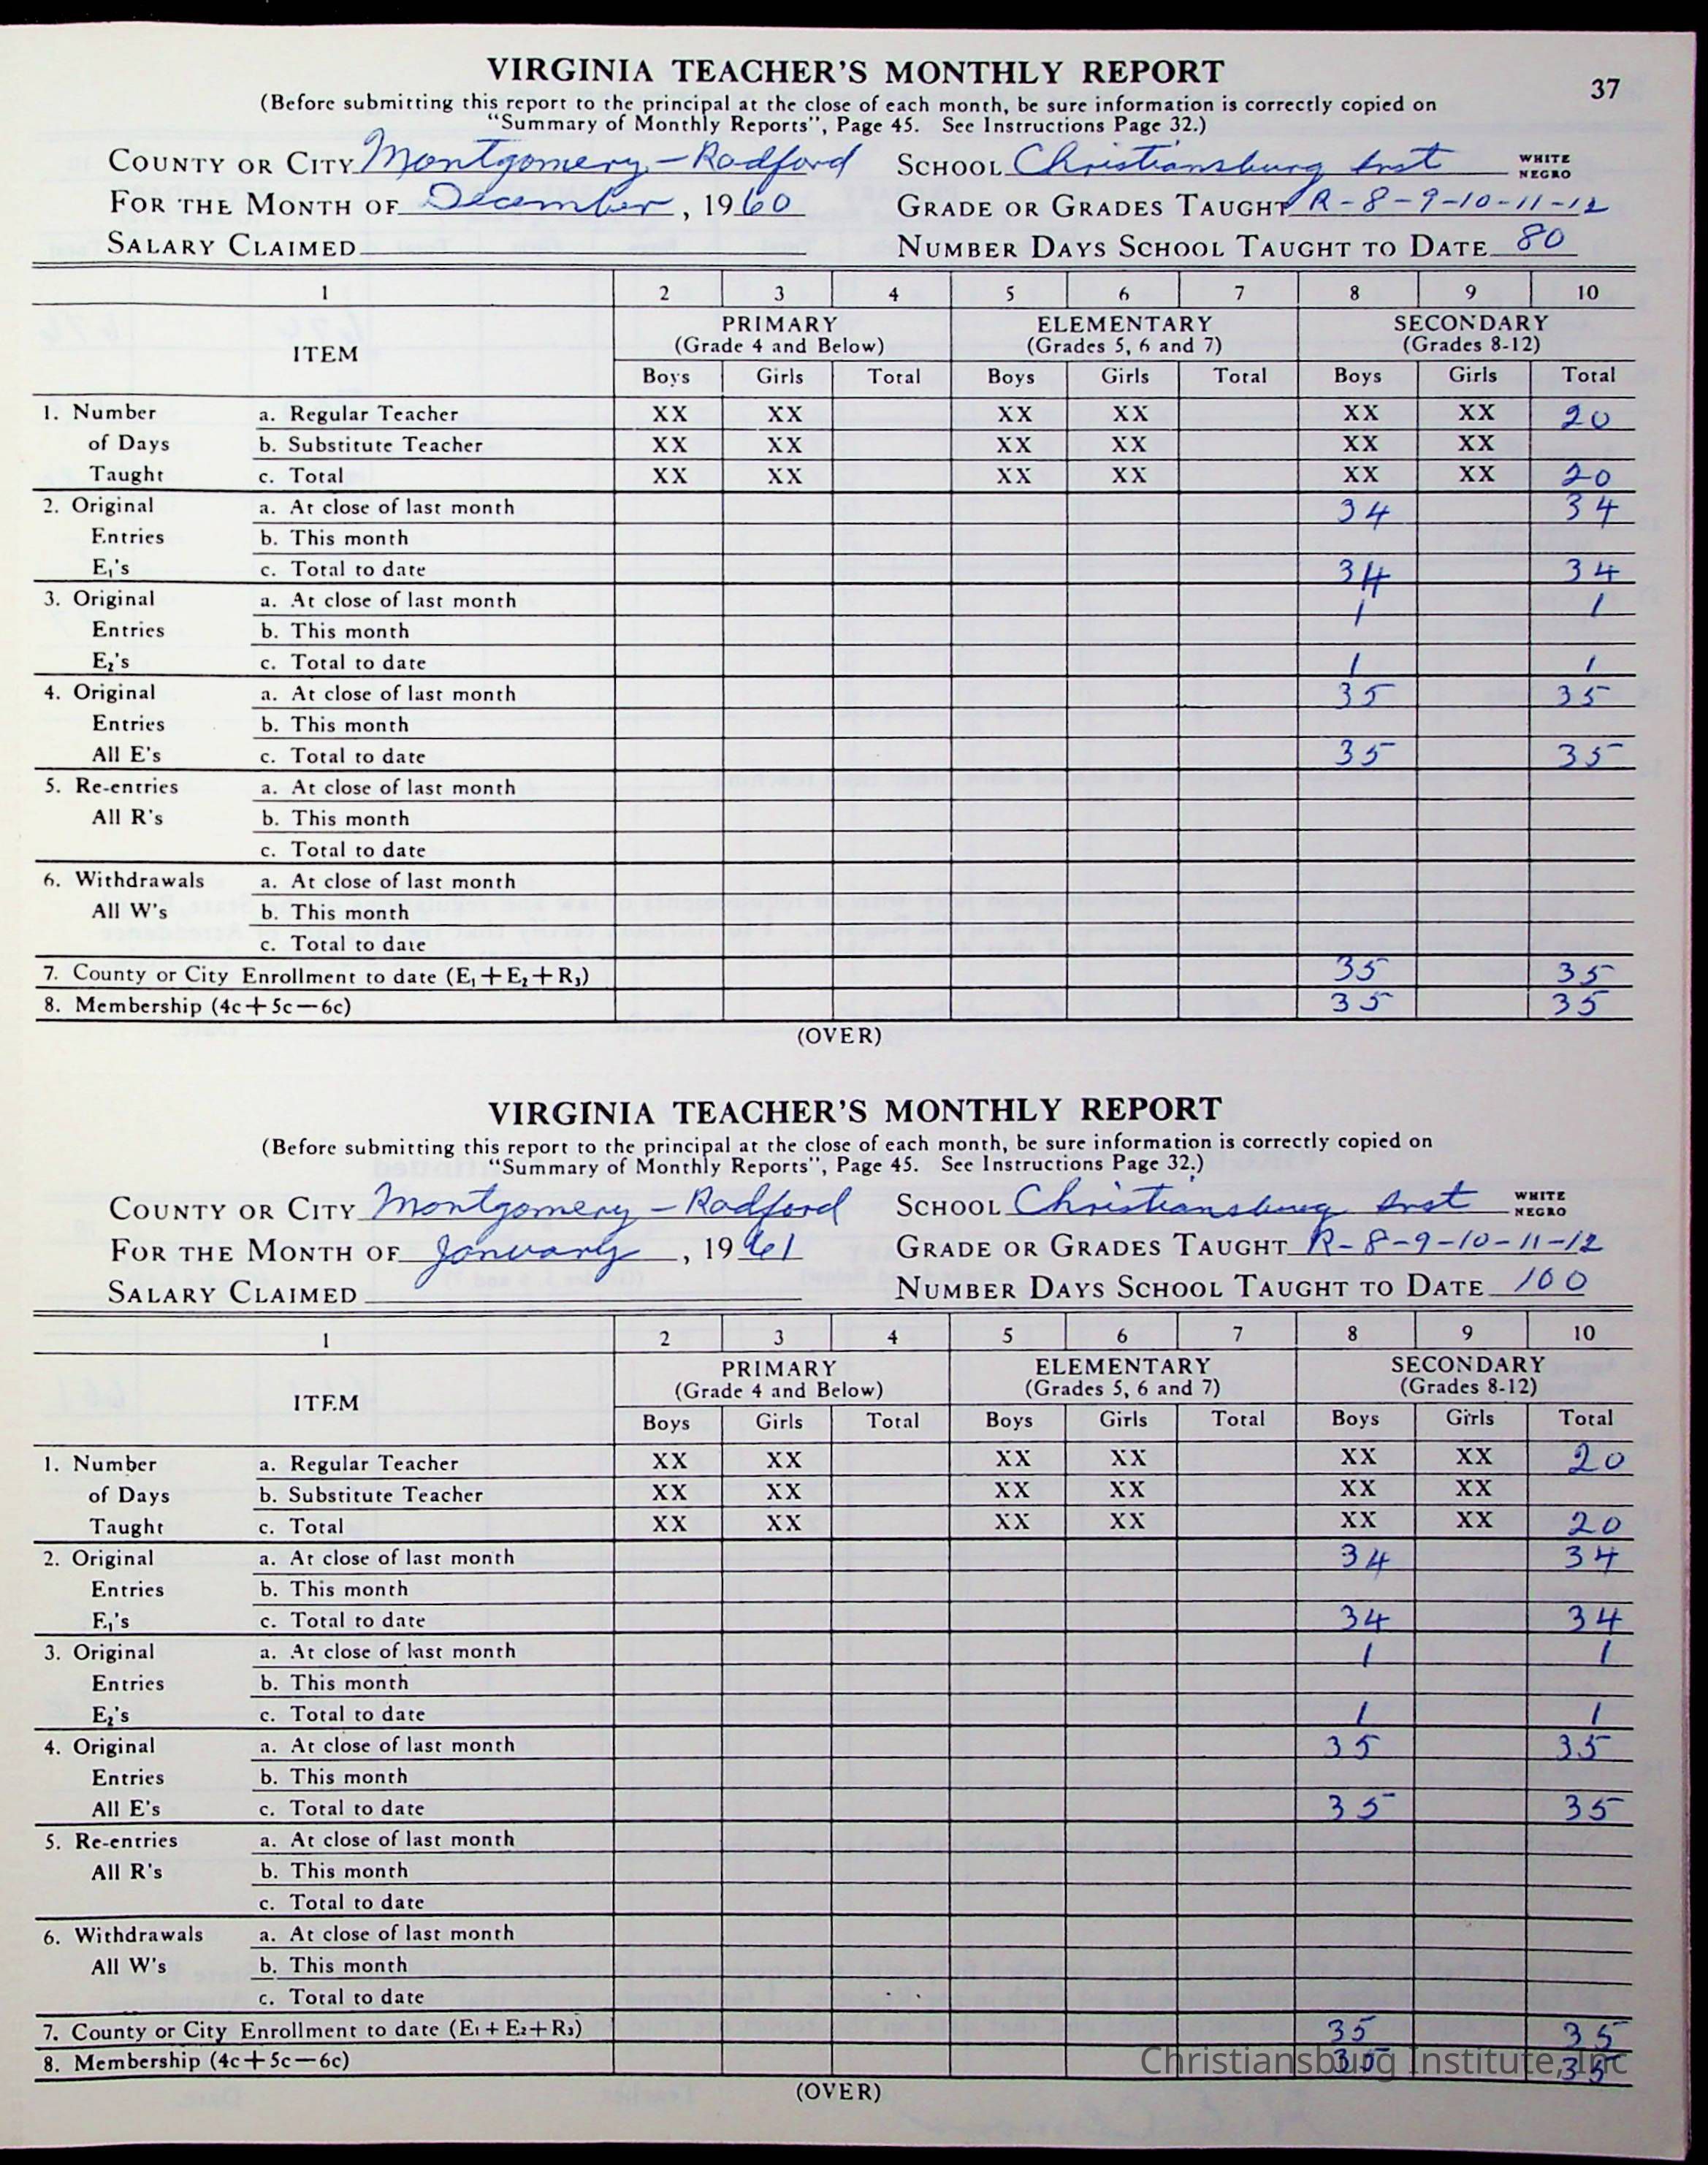 VIRGINIA TEACHER'S MONTHLY REPORT
37
(Before submitting this report to the principal at the close of each month, be sure information is correctly copied on
"Summary of Monthly Reports", Page 45. See Instructions Page 32.)
COUNTY OR CITY Montgomery - Radford SCHOOL Christiansburg Inst WHITE NEGRO
FOR THE MONTH OF December, 1960 GRADE OR GRADES TAUGHT R-8-9-10-11-12
SALARY CLAIMED NUMBER DAYS SCHOOL TAUGHT TO DATE 80
1 2 3 4 5 6 7 8 9 10
ITEM PRIMARY ELEMENTARY SECONDARY
(Grade 4 and Below) (Grades 5, 6 and 7) (Grades 8-12)
Boys Girls Total Boys Girls Total Boys Girls Total
1. Number a. Regular Teacher XX XX XX XX XX XX 20
of Days b. Substitute Teacher XX XX XX XX XX XX
Taught c. Total XX XX XX XX XX XX 20
2. Original a. At close of last month 34 34
Entries b. This month
E₁'s c. Total to date 34 34
3. Original a. At close of last month 1 1
Entries b. This month
E₂'s c. Total to date 1 1
4. Original a. At close of last month 35 35
Entries b. This month
All E's c. Total to date 35 35
5. Re-entries a. At close of last month
All R's b. This month
c. Total to date
6. Withdrawals a. At close of last month
All W's b. This month
c. Total to date
7. County or City Enrollment to date (E₁+E₂+R₃) 35 35
8. Membership (4c+5c—6c) 35 35
(OVER)
VIRGINIA TEACHER'S MONTHLY REPORT
(Before submitting this report to the principal at the close of each month, be sure information is correctly copied on
"Summary of Monthly Reports", Page 45. See Instructions Page 32.)
COUNTY OR CITY Montgomery - Radford SCHOOL Christiansburg Inst WHITE NEGRO
FOR THE MONTH OF January, 1961 GRADE OR GRADES TAUGHT R-8-9-10-11-12
SALARY CLAIMED NUMBER DAYS SCHOOL TAUGHT TO DATE 100
1 2 3 4 5 6 7 8 9 10
ITEM PRIMARY ELEMENTARY SECONDARY
(Grade 4 and Below) (Grades 5, 6 and 7) (Grades 8-12)
Boys Girls Total Boys Girls Total Boys Girls Total
1. Number a. Regular Teacher XX XX XX XX XX XX 20
of Days b. Substitute Teacher XX XX XX XX XX XX
Taught c. Total XX XX XX XX XX XX 20
2. Original a. At close of last month 34 34
Entries b. This month
E₁'s c. Total to date 34 34
3. Original a. At close of last month 1 1
Entries b. This month
E₂'s c. Total to date 1 1
4. Original a. At close of last month 35 35
Entries b. This month
All E's c. Total to date 35 35
5. Re-entries a. At close of last month
All R's b. This month
c. Total to date
6. Withdrawals a. At close of last month
All W's b. This month
c. Total to date
7. County or City Enrollment to date (E₁+E₂+R₃) 35 35
8. Membership (4c+5c—6c) 35 35
Christiansburg Institute, Inc
(OVER)